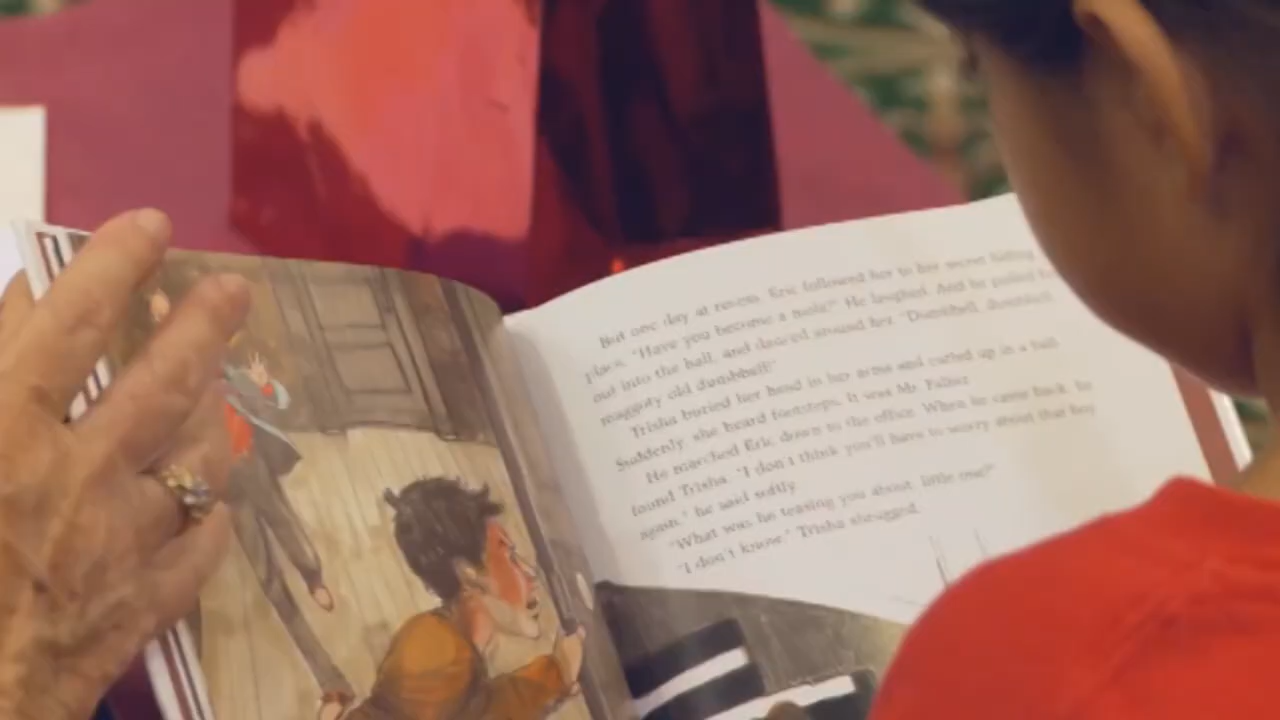 But one day at recess, Eric followed her to her secret hiding
place. "Have you become a mole?" He laughed. And he pulled
out into the hall, and danced around her. "Dumbbell, dumbbell,
maggoty old dumbbell!"
Trisha buried her head in her arms and curled up in a ball.
Suddenly she heard footsteps. It was Mr. Falker.
He marched Eric down to the office. When he came back, he
found Trisha. "I don't think you'll have to worry about that boy
again," he said softly.
"What was he teasing you about, little one?"
"I don't know." Trisha shrugged.